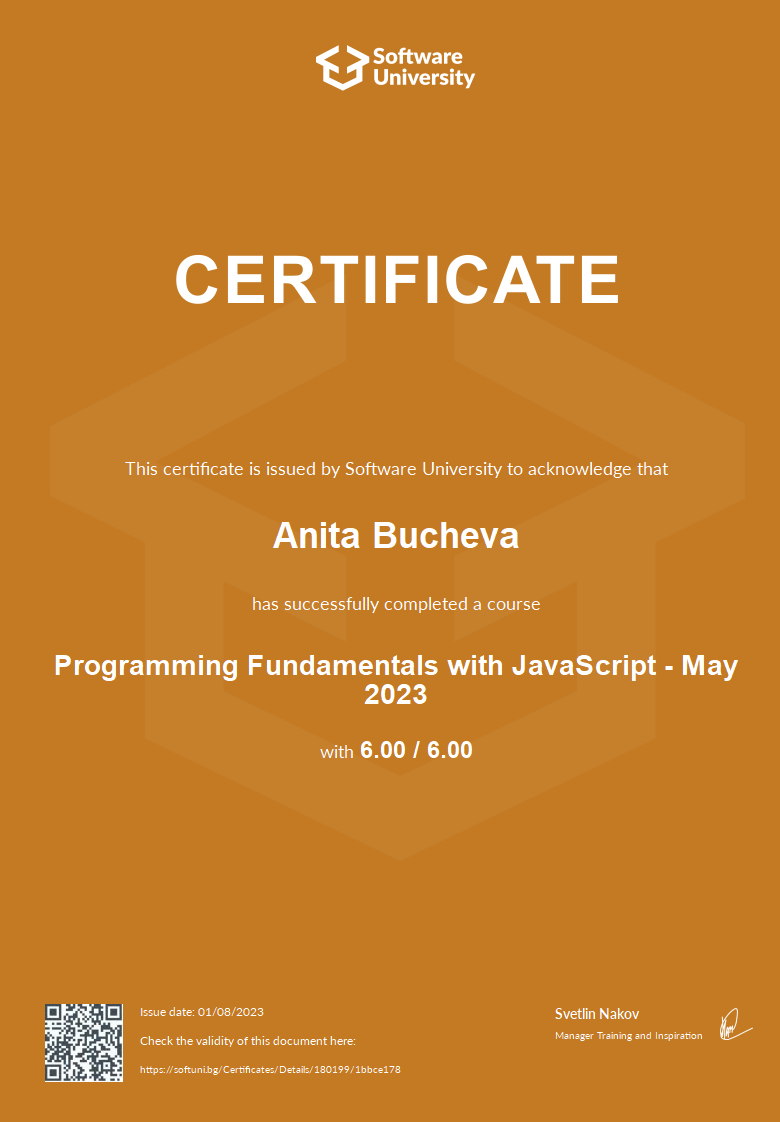 Software
University
CERTIFICATE
This certificate is issued by Software University to acknowledge that
Anita Bucheva
has successfully completed a course
Programming Fundamentals with JavaScript - May
2023
with 6.00 / 6.00
Issue date: 01/08/2023
Check the validity of this document here:
https://softuni.bg/Certificates/Details/180199/1bbce178
Svetlin Nakov
Manager Training and Inspiration